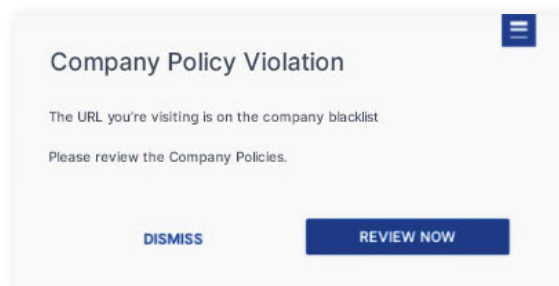 Company Policy Violation
The URL you're visiting is on the company blacklist
Please review the Company Policies.
DISMISS
REVIEW NOW